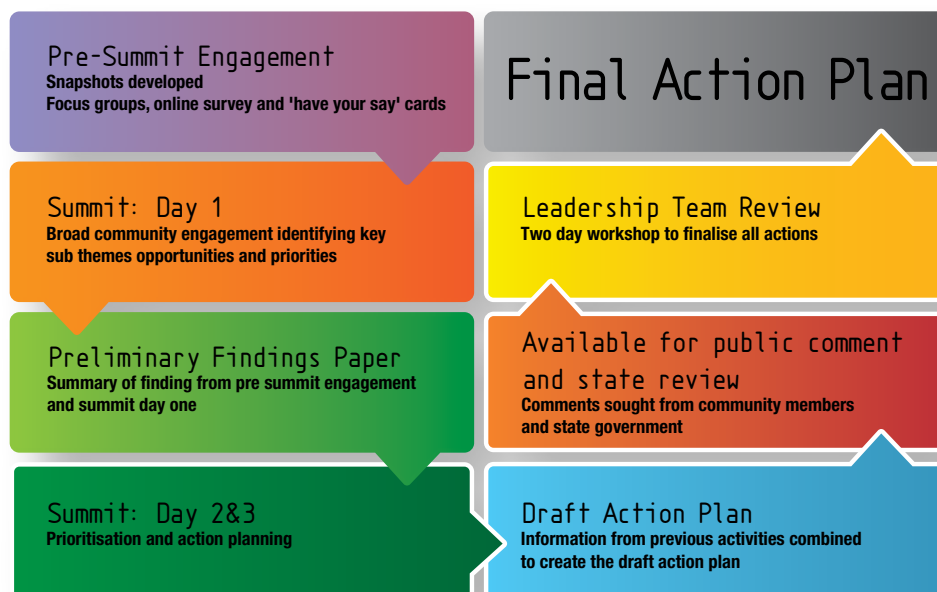 Pre-Summit Engagement
Snapshots developed
Focus groups, online survey and 'have your say' cards
Summit: Day 1
Broad community engagement identifying key
sub themes opportunities and priorities
Preliminary Findings Paper
Summary of finding from pre summit engagement
and summit day one
Summit: Day 2&3
Prioritisation and action planning
Draft Action Plan
Information from previous activities combined
to create the draft action plan
Available for public comment
and state review
Comments sought from community members
and state government
Leadership Team Review
Two day workshop to finalise all actions
Final Action Plan